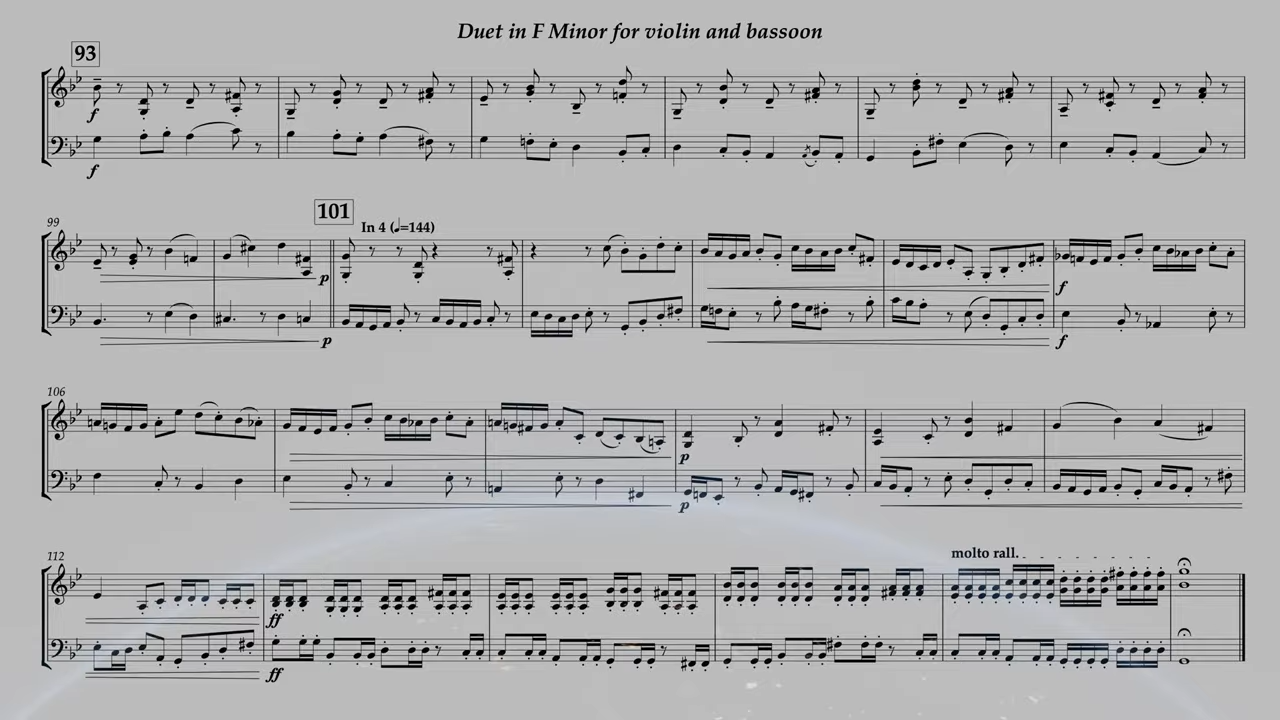 Duet in F Minor for violin and bassoon
93
f
f
99
101
In 4 (♩=144)
p
p
f
f
106
p
p
112
molto rall.
ff
ff